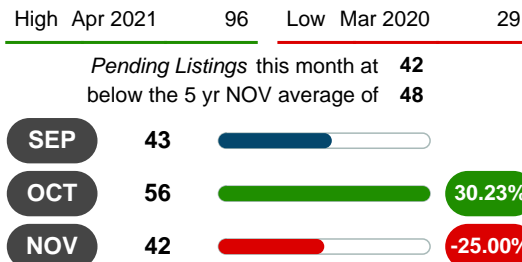 High Apr 2021 96 Low Mar 2020 29
Pending Listings this month at 42
below the 5 yr NOV average of 48
SEP 43
OCT 56 30.23%
NOV 42 -25.00%